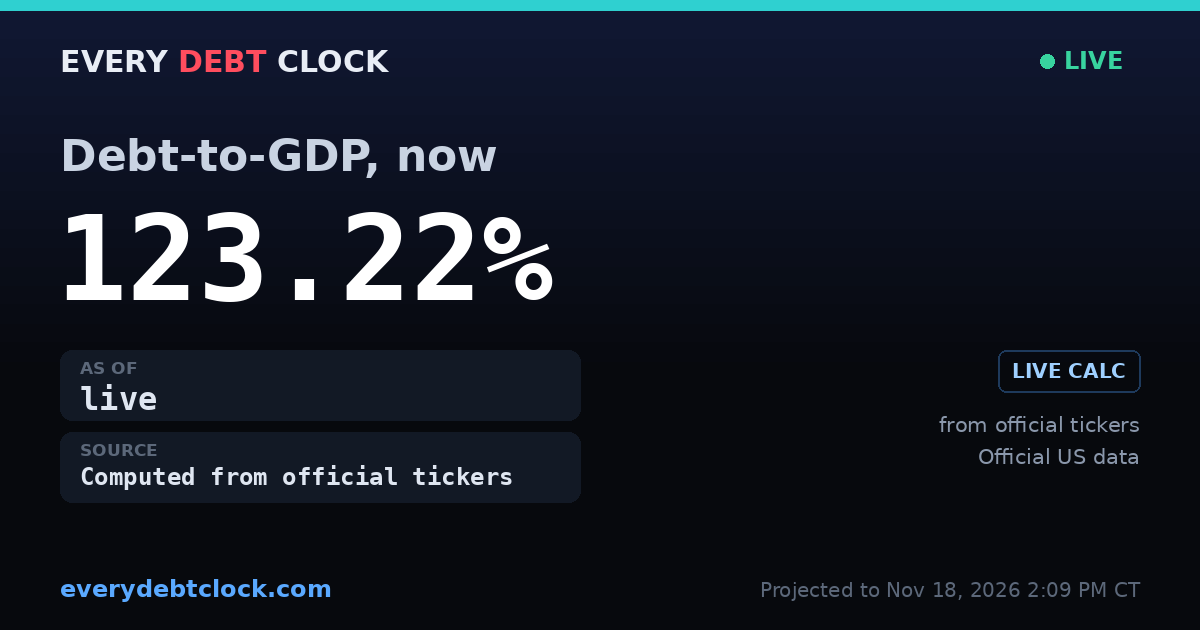 EVERY DEBT CLOCK
LIVE
Debt-to-GDP, now
123.22%
AS OF
live
SOURCE
Computed from official tickers
LIVE CALC
from official tickers
Official US data
everydebtclock.com
Projected to Nov 18, 2026 2:09 PM CT